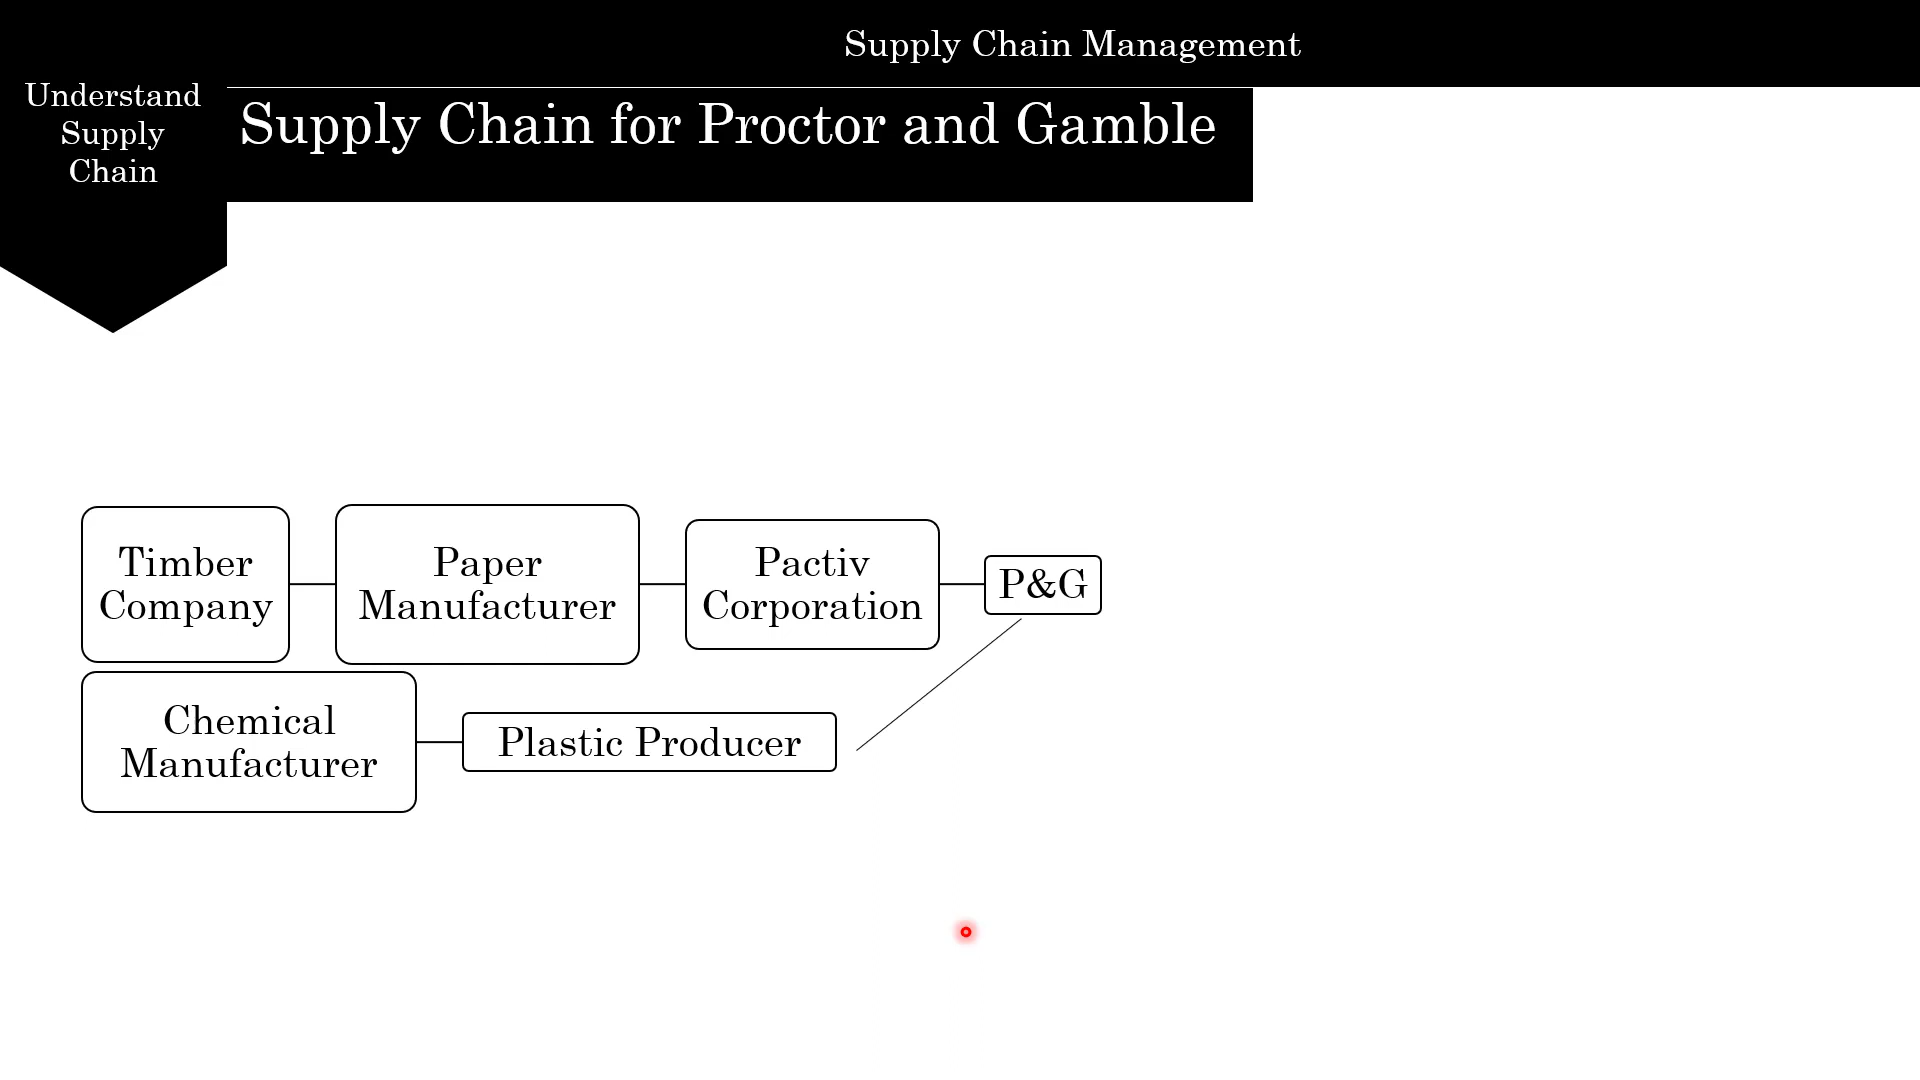 Supply Chain Management
Understand
Supply
Chain
Supply Chain for Proctor and Gamble
Timber
Company
Paper
Manufacturer
Pactiv
Corporation
P&G
Chemical
Manufacturer
Plastic Producer